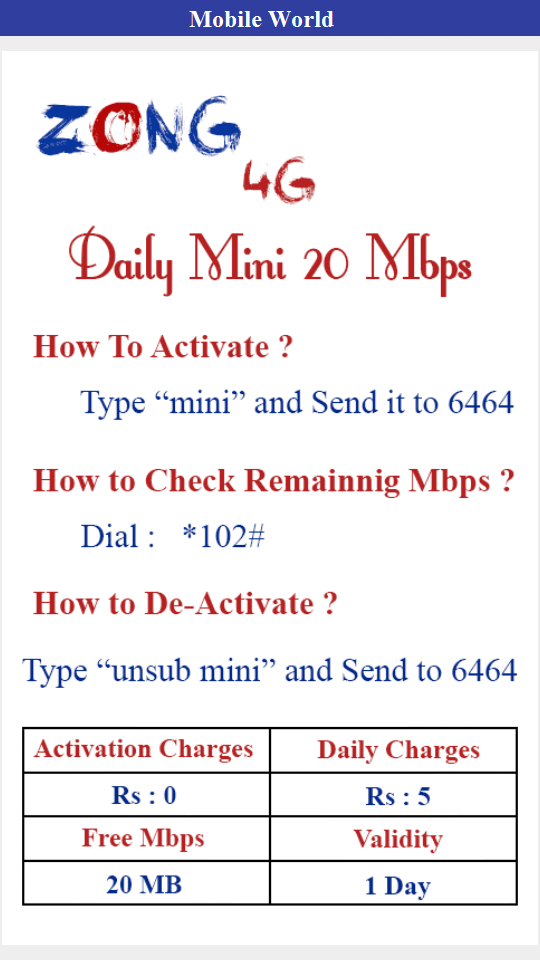 Mobile World
ZONG
4G
Daily Mini 20 Mbps
How To Activate ?
Type “mini” and Send it to 6464
How to Check Remainnig Mbps ?
Dial : *102#
How to De-Activate ?
Type “unsub mini” and Send to 6464
Activation Charges Daily Charges
Rs : 0 Rs : 5
Free Mbps Validity
20 MB 1 Day